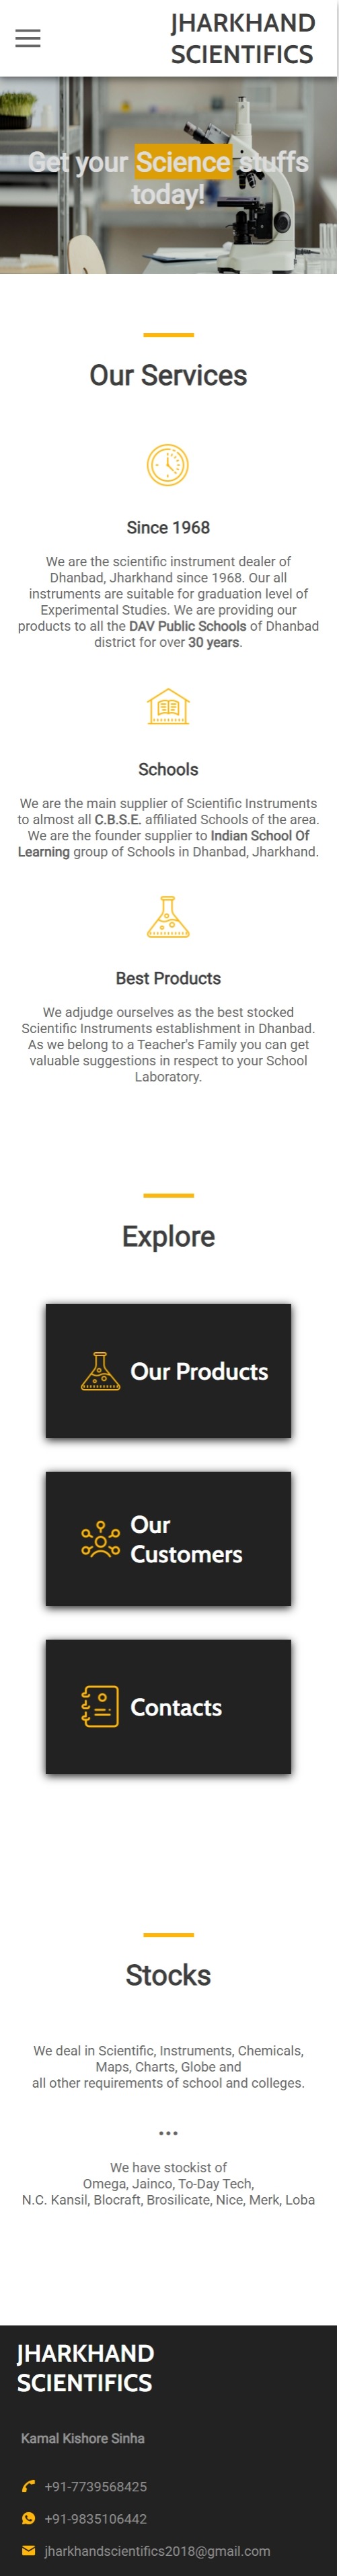 JHARKHAND
SCIENTIFICS
Get your Science stuffs
today!
Our Services
Since 1968
We are the scientific instrument dealer of
Dhanbad, Jharkhand since 1968. Our all
instruments are suitable for graduation level of
Experimental Studies. We are providing our
products to all the DAV Public Schools of Dhanbad
district for over 30 years.
Schools
We are the main supplier of Scientific Instruments
to almost all C.B.S.E. affiliated Schools of the area.
We are the founder supplier to Indian School Of
Learning group of Schools in Dhanbad, Jharkhand.
Best Products
We adjudge ourselves as the best stocked
Scientific Instruments establishment in Dhanbad.
As we belong to a Teacher's Family you can get
valuable suggestions in respect to your School
Laboratory.
Explore
Our Products
Our
Customers
Contacts
Stocks
We deal in Scientific, Instruments, Chemicals,
Maps, Charts, Globe and
all other requirements of school and colleges.
...
We have stockist of
Omega, Jainco, To-Day Tech,
N.C. Kansil, Blocraft, Brosilicate, Nice, Merk, Loba
JHARKHAND
SCIENTIFICS
Kamal Kishore Sinha
+91-7739568425
+91-9835106442
jharkhandscientifics2018@gmail.com